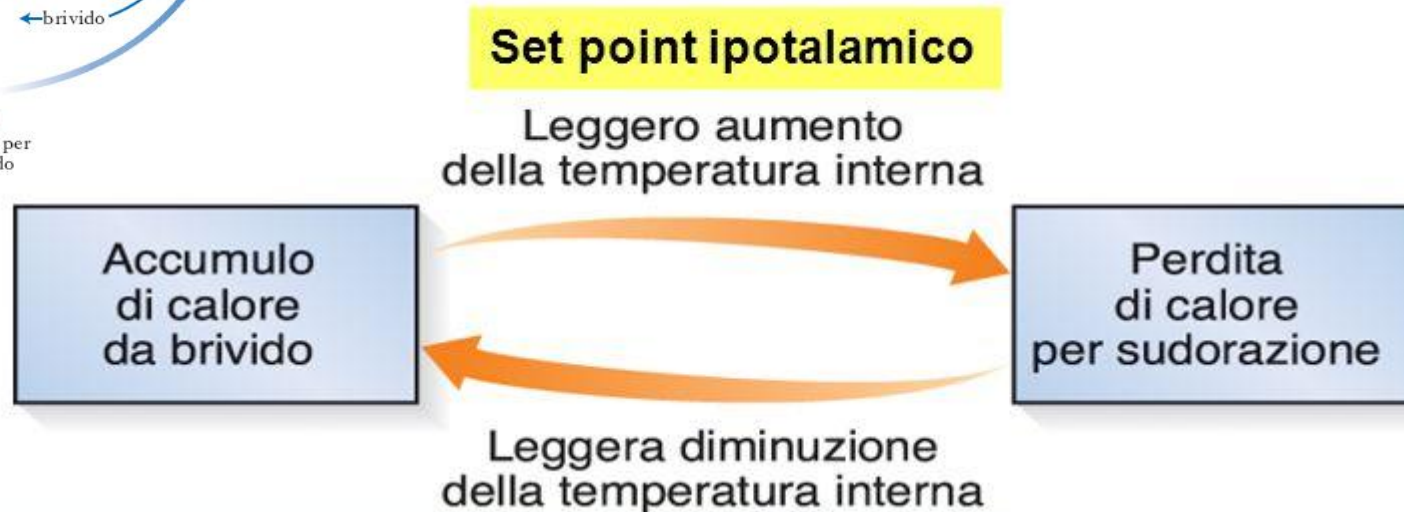 brivido
Set point ipotalamico
Leggero aumento
della temperatura interna
per
Accumulo
di calore
da brivido
Perdita
di calore
per sudorazione
Leggera diminuzione
della temperatura interna